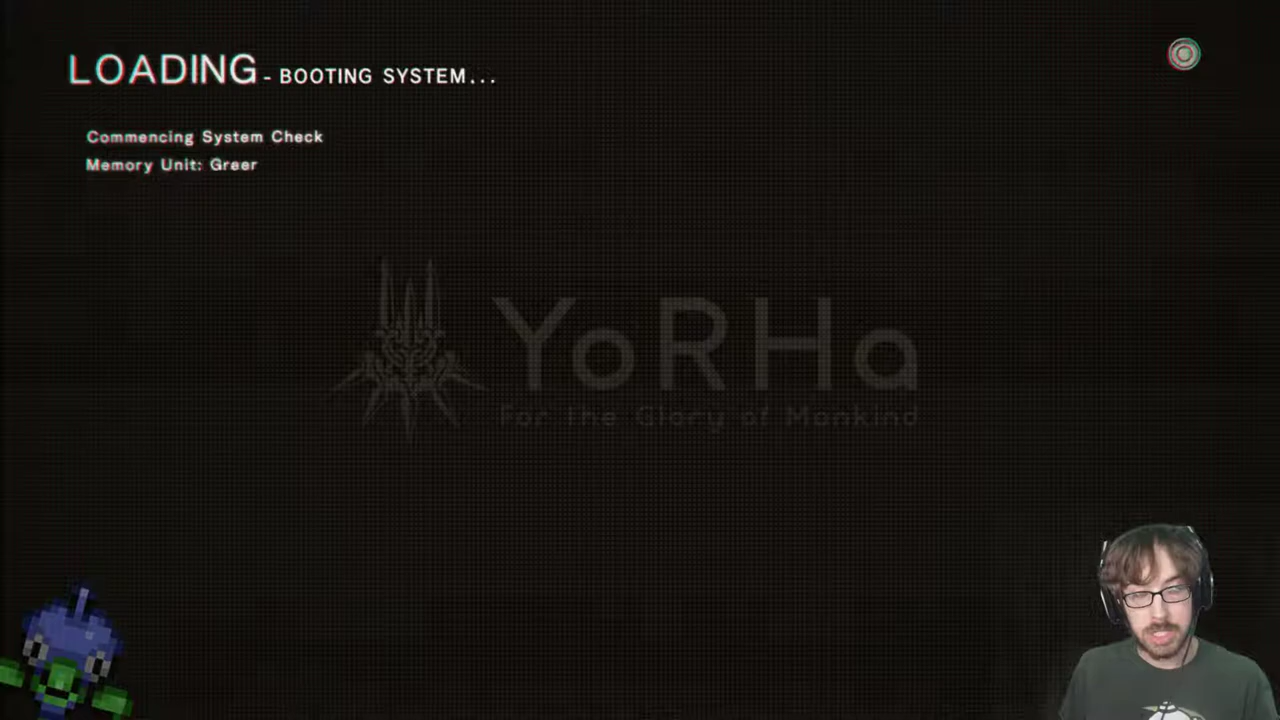 LOADING - BOOTING SYSTEM...
Commencing System Check
Memory Unit: Greer
YoRHa
For the Glory of Mankind